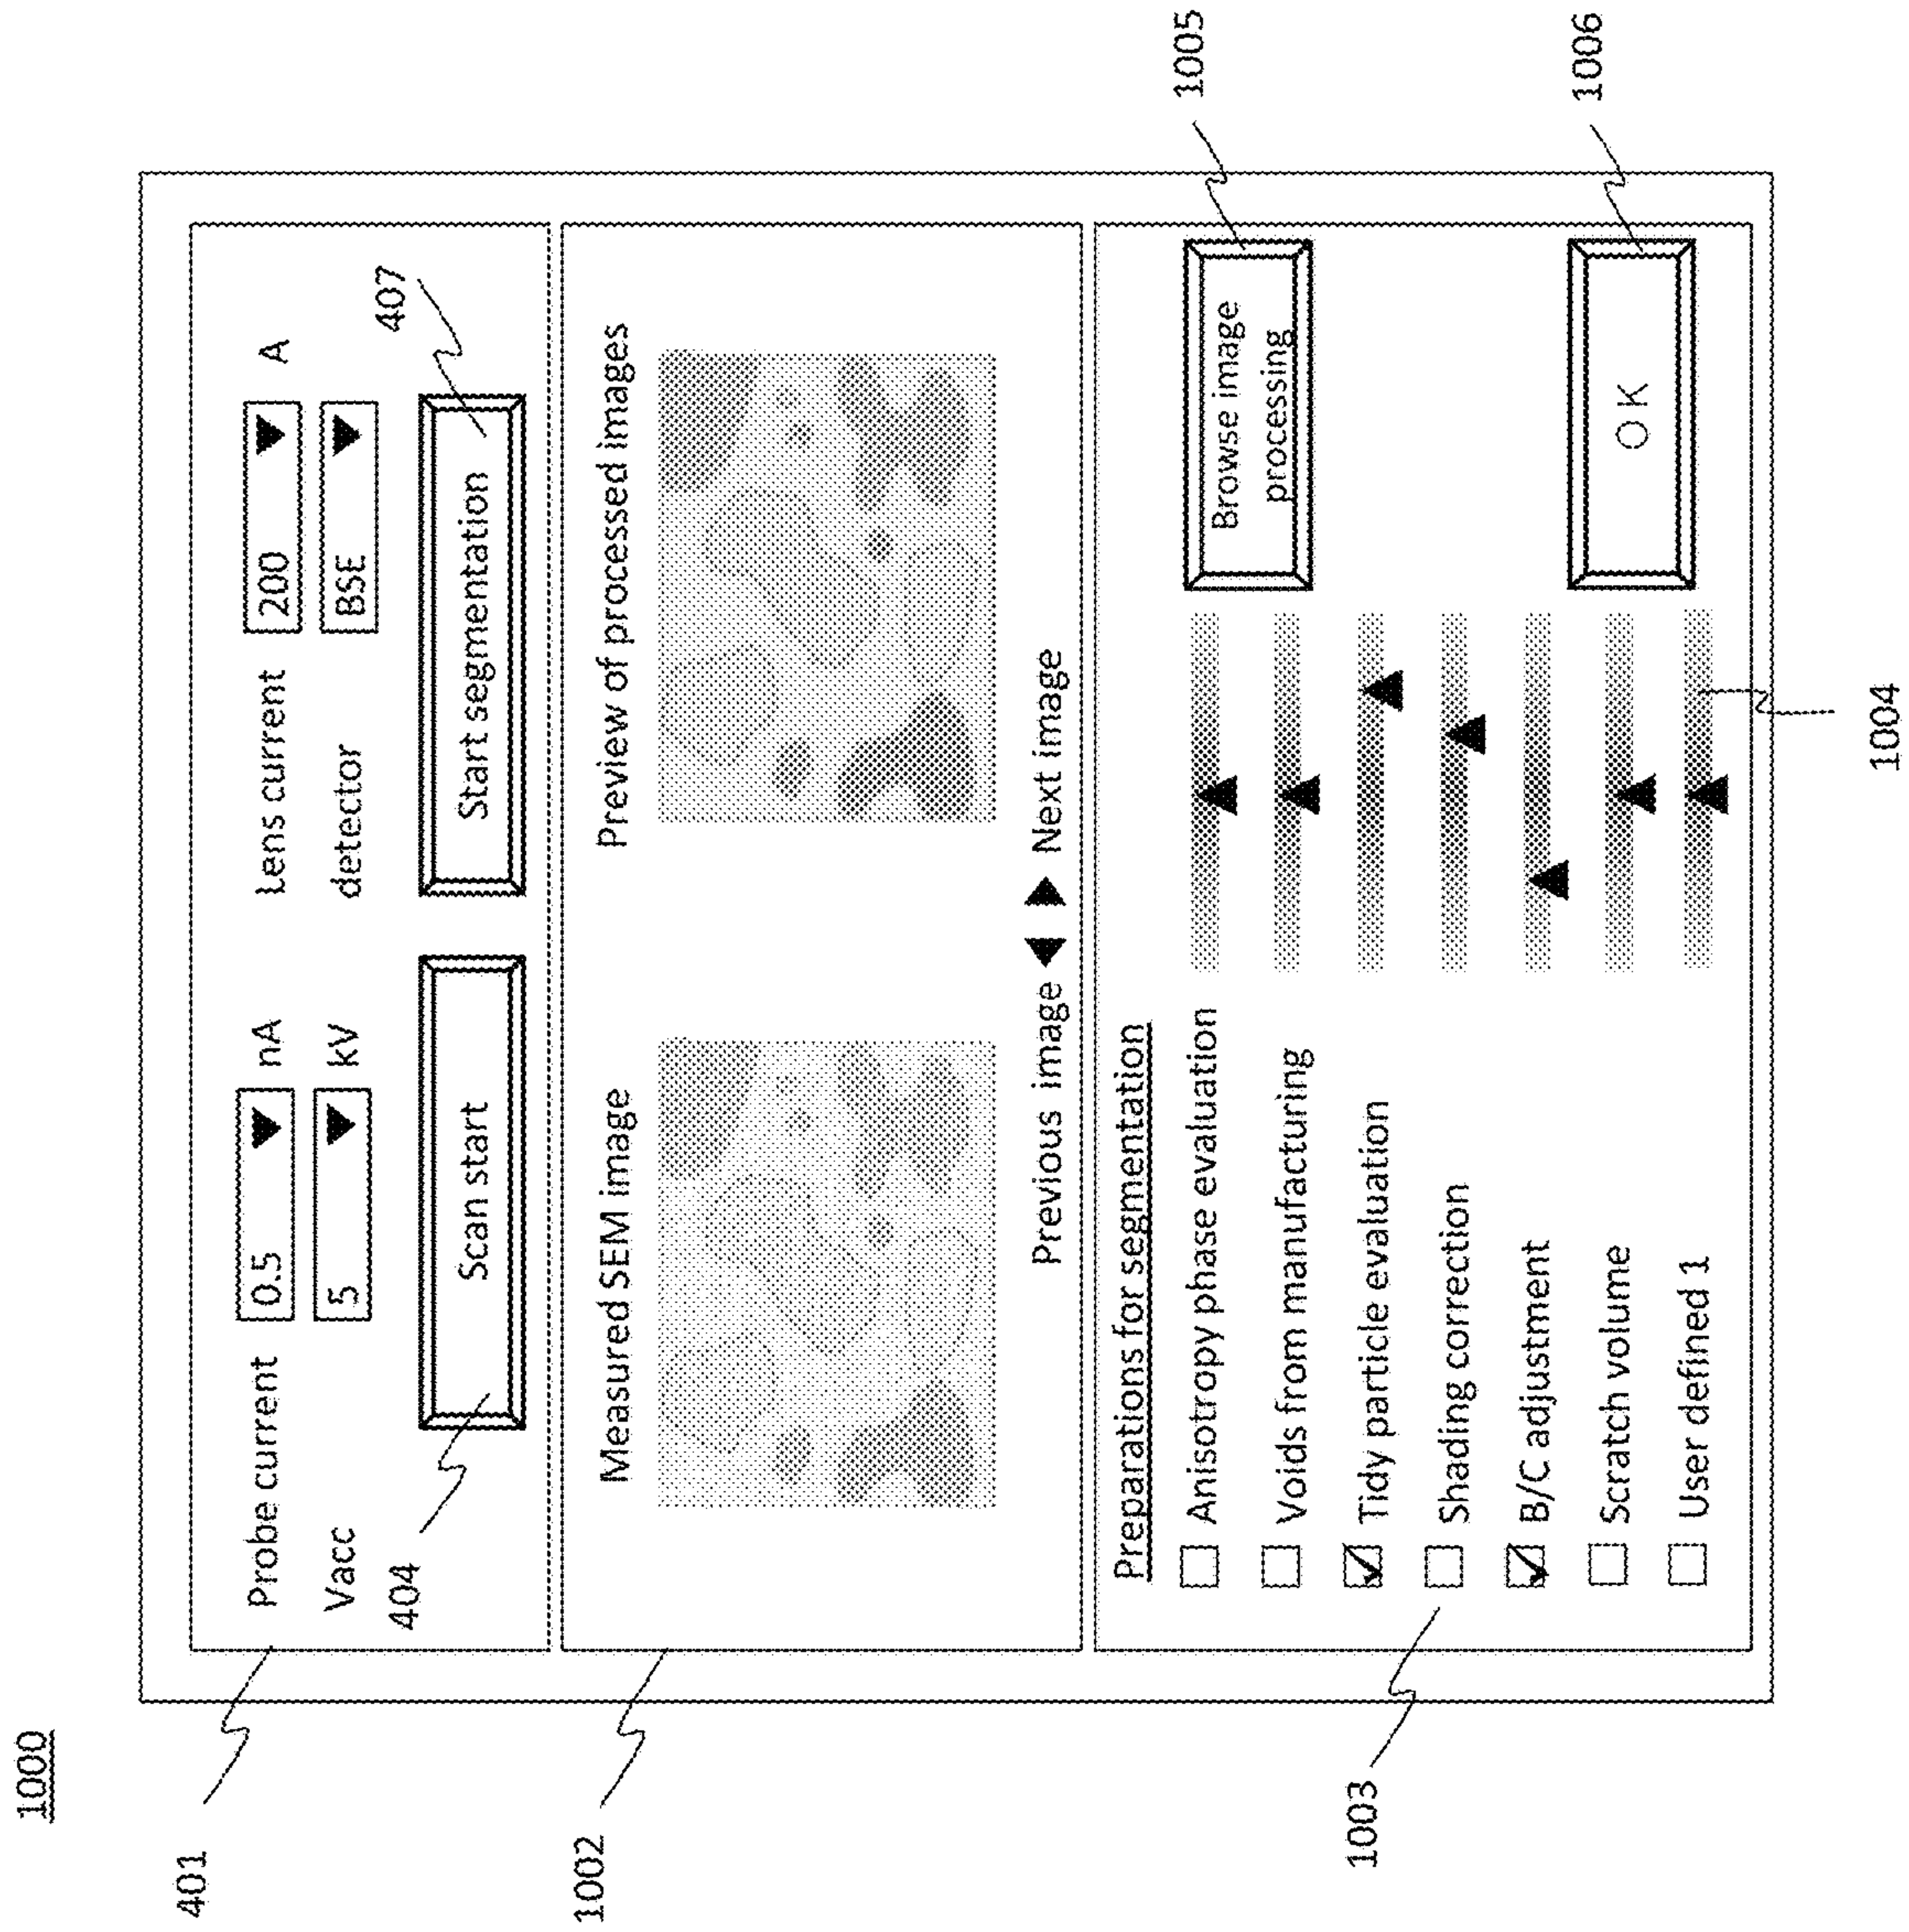 1000
401
Probe current 0.5 nA Lens current 200 A
Vacc 5 kV detector BSE
404
407
Scan start Start segmentation
1002
Measured SEM image Preview of processed images
Previous image Next image
Preparations for segmentation
1003
Anisotropy phase evaluation
Voids from manufacturing
Tidy particle evaluation
Shading correction
B/C adjustment
Scratch volume
User defined 1
Browse image
processing
1005
OK
1006
1004